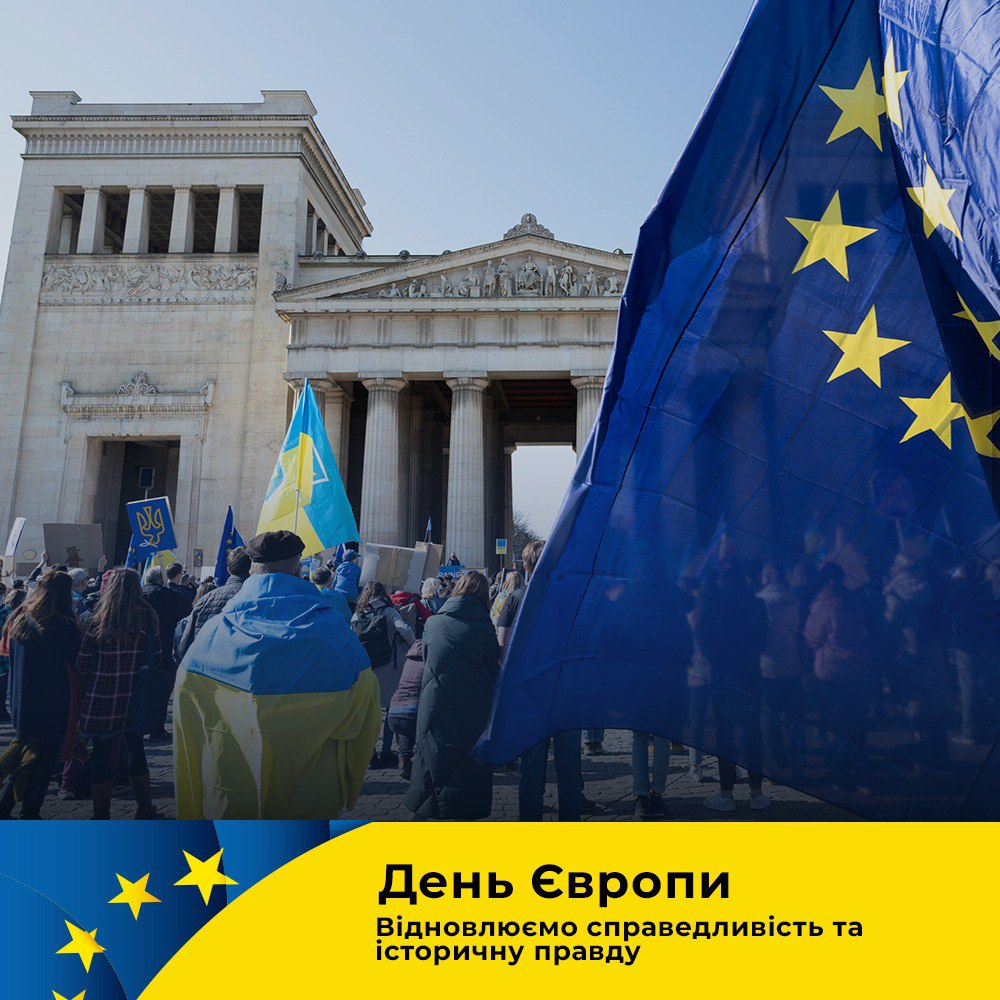 День Європи
Відновлюємо справедливість та
історичну правду